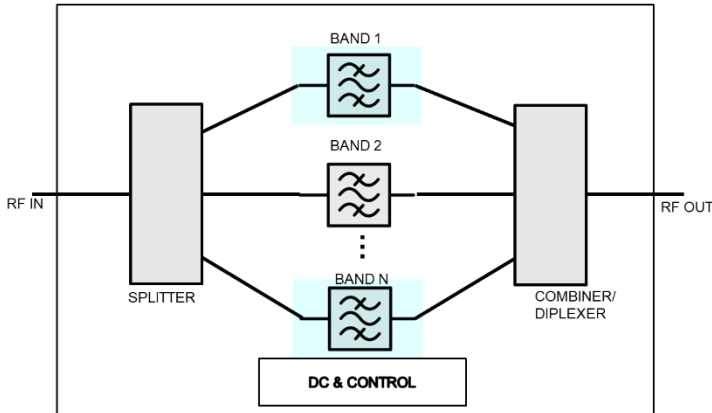 BAND 1
BAND 2
RF IN
RF OUT
BAND N
SPLITTER
COMBINER/
DIPLEXER
DC & CONTROL